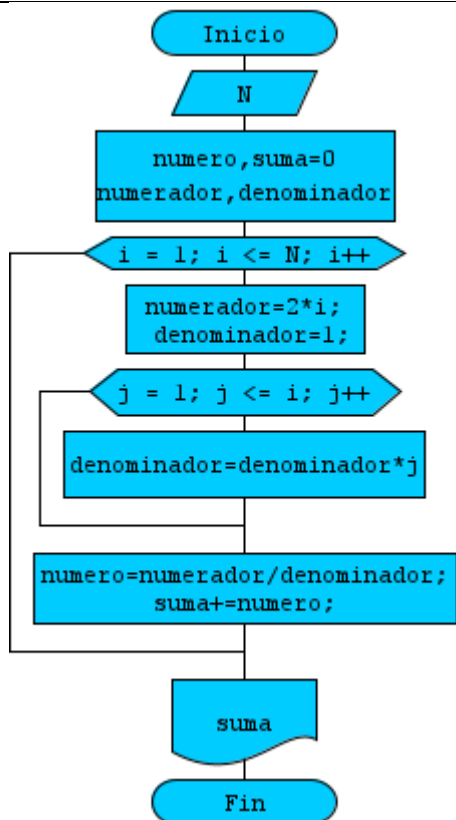 Inicio
N
numero,suma=0
numerador,denominador
i = 1; i <= N; i++
numerador=2*i;
denominador=1;
j = 1; j <= i; j++
denominador=denominador*j
numero=numerador/denominador;
suma+=numero;
suma
Fin